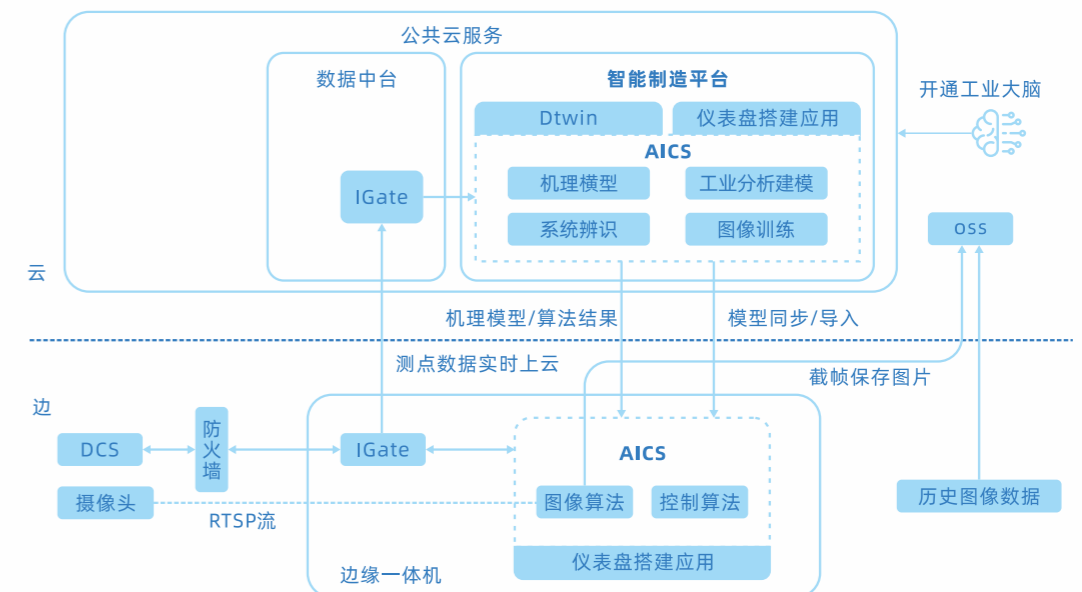 公共云服务
数据中台
智能制造平台
开通工业大脑
Dtwin
仪表盘搭建应用
AICS
机理横型
工业分析建模
IGate
系统辨识
图像训练
OSS
云
机理模型/算法结果
模型同步/导入
测点数据实时上云
截帧保存图片
边
DCS
防火墙
IGate
AICS
摄像头
RTSP流
图像算法
控制算法
历史图像数据
仪表盘搭建应用
边缘一体机